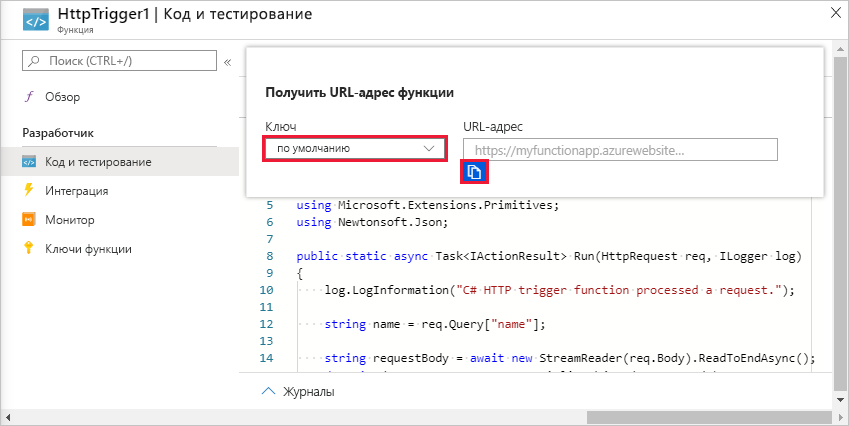 HttpTrigger1 | Код и тестирование
Функция
Поиск (CTRL+/)
«
Обзор
Разработчик
Код и тестирование
Интеграция
Монитор
Ключи функции
Получить URL-адрес функции
Ключ
по умолчанию
URL-адрес
https://myfunctionapp.azurewebsite...
5 using Microsoft.Extensions.Primitives;
6 using Newtonsoft.Json;
7
8 public static async Task<IActionResult> Run(HttpRequest req, ILogger log)
9 {
10 log.LogInformation("C# HTTP trigger function processed a request.");
11
12 string name = req.Query["name"];
13
14 string requestBody = await new StreamReader(req.Body).ReadToEndAsync();
Журналы